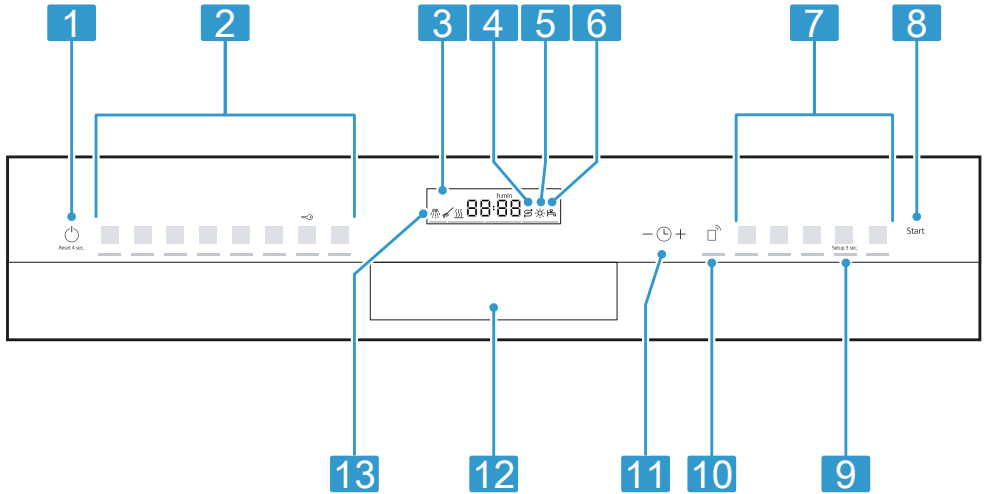 1 2 3 4 5 6 7 8
h:min
88:88
Reset 4 sec.
− +
Setup 3 sec.
Start
13 12 11 10 9